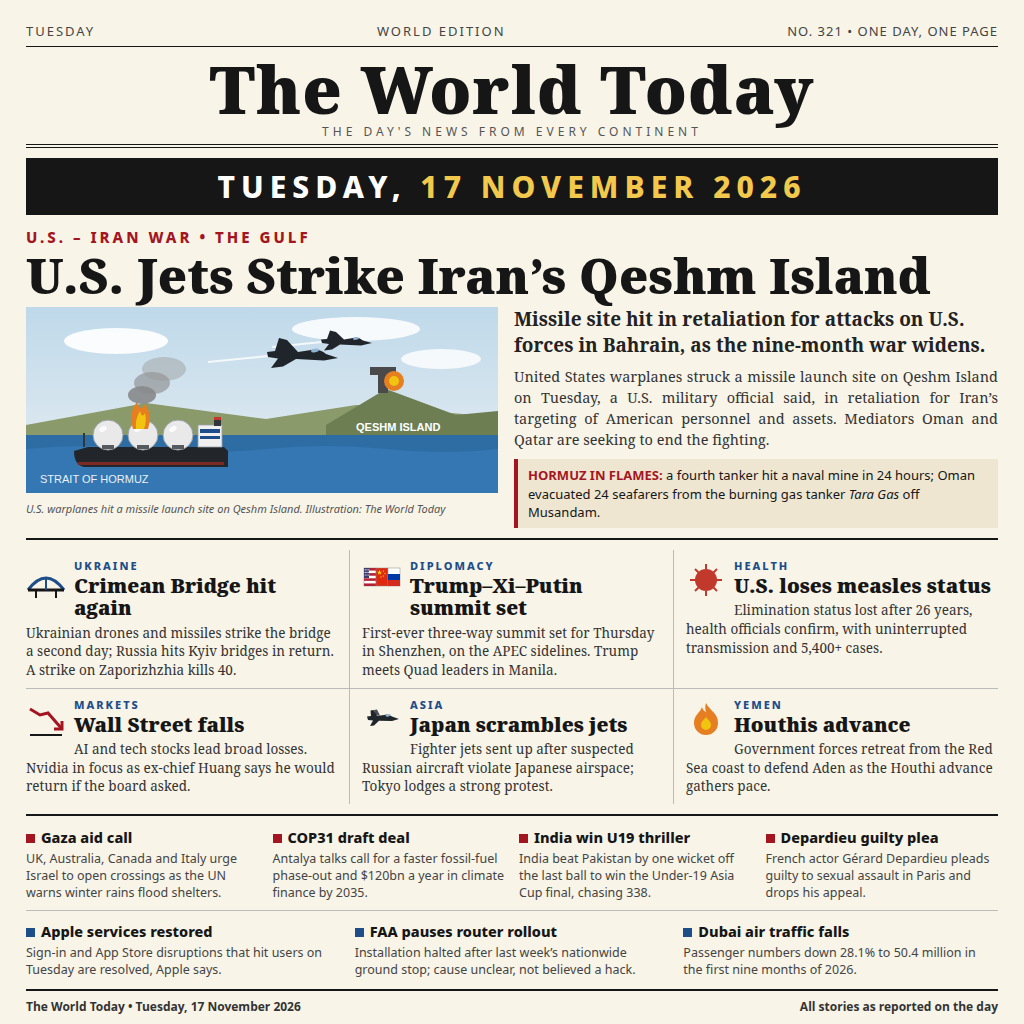 TUESDAY
WORLD EDITION
NO. 321 • ONE DAY, ONE PAGE
The World Today
THE DAY'S NEWS FROM EVERY CONTINENT
TUESDAY, 17 NOVEMBER 2026
U.S. – IRAN WAR • THE GULF
U.S. Jets Strike Iran’s Qeshm Island
QESHM ISLAND
STRAIT OF HORMUZ
U.S. warplanes hit a missile launch site on Qeshm Island. Illustration: The World Today
Missile site hit in retaliation for attacks on U.S.
forces in Bahrain, as the nine-month war widens.
United States warplanes struck a missile launch site on Qeshm Island
on Tuesday, a U.S. military official said, in retaliation for Iran’s
targeting of American personnel and assets. Mediators Oman and
Qatar are seeking to end the fighting.
HORMUZ IN FLAMES: a fourth tanker hit a naval mine in 24 hours; Oman
evacuated 24 seafarers from the burning gas tanker Tara Gas off
Musandam.
UKRAINE
Crimean Bridge hit
again
Ukrainian drones and missiles strike the bridge
a second day; Russia hits Kyiv bridges in return.
A strike on Zaporizhzhia kills 40.
DIPLOMACY
Trump–Xi–Putin
summit set
First-ever three-way summit set for Thursday
in Shenzhen, on the APEC sidelines. Trump
meets Quad leaders in Manila.
HEALTH
U.S. loses measles status
Elimination status lost after 26 years,
health officials confirm, with uninterrupted
transmission and 5,400+ cases.
MARKETS
Wall Street falls
AI and tech stocks lead broad losses.
Nvidia in focus as ex-chief Huang says he would
return if the board asked.
ASIA
Japan scrambles jets
Fighter jets sent up after suspected
Russian aircraft violate Japanese airspace;
Tokyo lodges a strong protest.
YEMEN
Houthis advance
Government forces retreat from the Red
Sea coast to defend Aden as the Houthi advance
gathers pace.
Gaza aid call
UK, Australia, Canada and Italy urge
Israel to open crossings as the UN
warns winter rains flood shelters.
COP31 draft deal
Antalya talks call for a faster fossil-fuel
phase-out and $120bn a year in climate
finance by 2035.
India win U19 thriller
India beat Pakistan by one wicket off
the last ball to win the Under-19 Asia
Cup final, chasing 338.
Depardieu guilty plea
French actor Gérard Depardieu pleads
guilty to sexual assault in Paris and
drops his appeal.
Apple services restored
Sign-in and App Store disruptions that hit users on
Tuesday are resolved, Apple says.
FAA pauses router rollout
Installation halted after last week’s nationwide
ground stop; cause unclear, not believed a hack.
Dubai air traffic falls
Passenger numbers down 28.1% to 50.4 million in
the first nine months of 2026.
The World Today • Tuesday, 17 November 2026
All stories as reported on the day